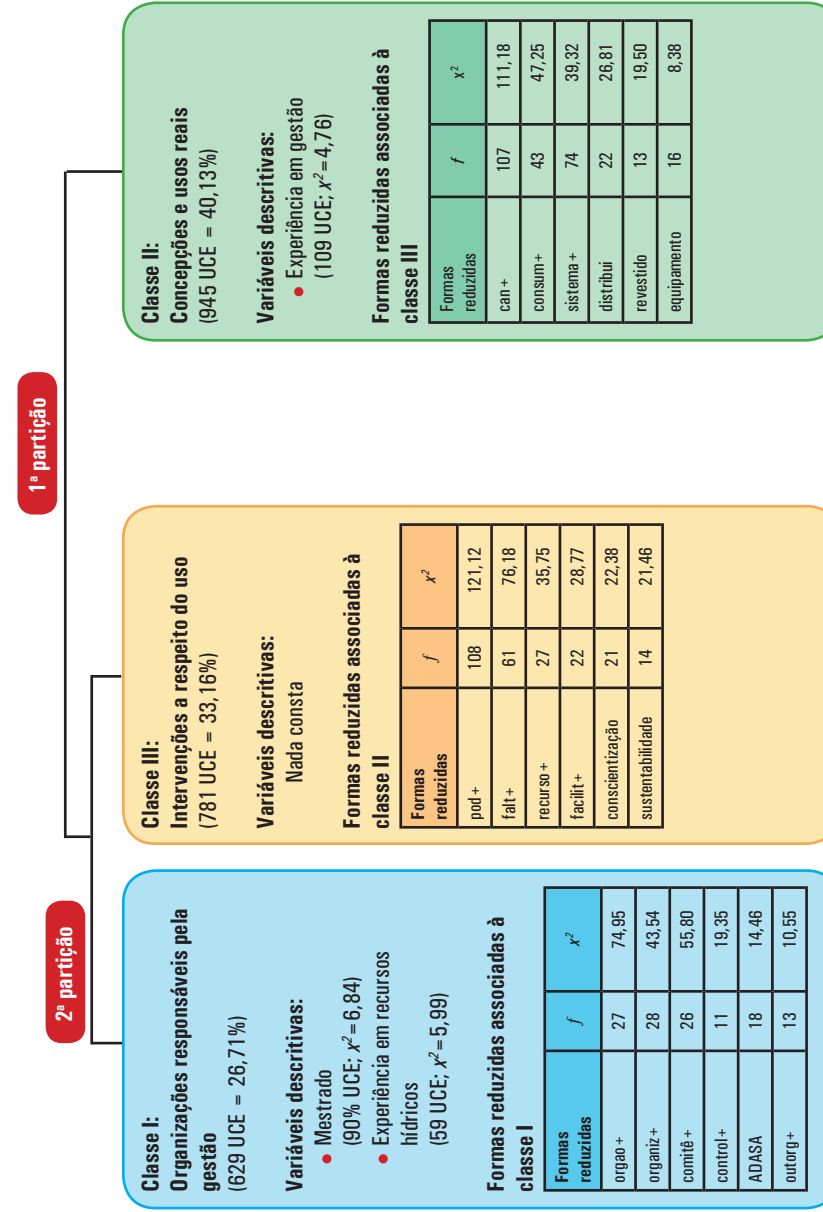 1ª partição
2ª partição
Classe I:
Organizações responsáveis pela
gestão
(629 UCE = 26,71%)
Variáveis descritivas:
• Mestrado
(90% UCE; x²=6,84)
• Experiência em recursos
hídricos
(59 UCE; x²=5,99)
Formas reduzidas associadas à
classe I
Formas
reduzidas f x²
orgao+ 27 74,95
organiz+ 28 43,54
comitê+ 26 55,80
control+ 11 19,35
ADASA 18 14,46
outorg+ 13 10,55
Classe III:
Intervenções a respeito do uso
(781 UCE = 33,16%)
Variáveis descritivas:
Nada consta
Formas reduzidas associadas à
classe II
Formas
reduzidas f x²
pod+ 108 121,12
falt+ 61 76,18
recurso+ 27 35,75
facilit+ 22 28,77
conscientização 21 22,38
sustentabilidade 14 21,46
Classe II:
Concepções e usos reais
(945 UCE = 40,13%)
Variáveis descritivas:
• Experiência em gestão
(109 UCE; x²=4,76)
Formas reduzidas associadas à
classe III
Formas
reduzidas f x²
can+ 107 111,18
consum+ 43 47,25
sistema+ 74 39,32
distribui 22 26,81
revestido 13 19,50
equipamento 16 8,38